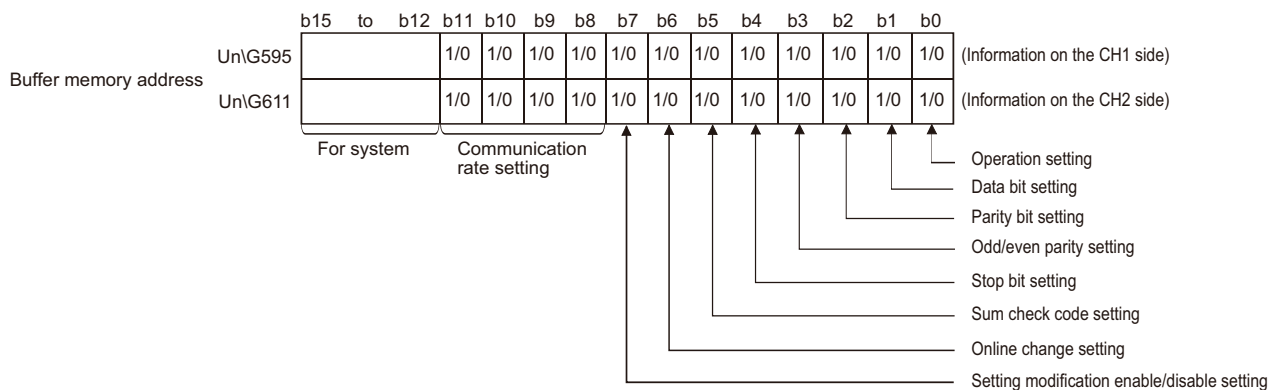 b15 to b12 b11 b10 b9 b8 b7 b6 b5 b4 b3 b2 b1 b0
Un\G595 1/0 1/0 1/0 1/0 1/0 1/0 1/0 1/0 1/0 1/0 1/0 1/0 (Information on the CH1 side)
Buffer memory address
Un\G611 1/0 1/0 1/0 1/0 1/0 1/0 1/0 1/0 1/0 1/0 1/0 1/0 (Information on the CH2 side)
For system
Communication
rate setting
Operation setting
Data bit setting
Parity bit setting
Odd/even parity setting
Stop bit setting
Sum check code setting
Online change setting
Setting modification enable/disable setting